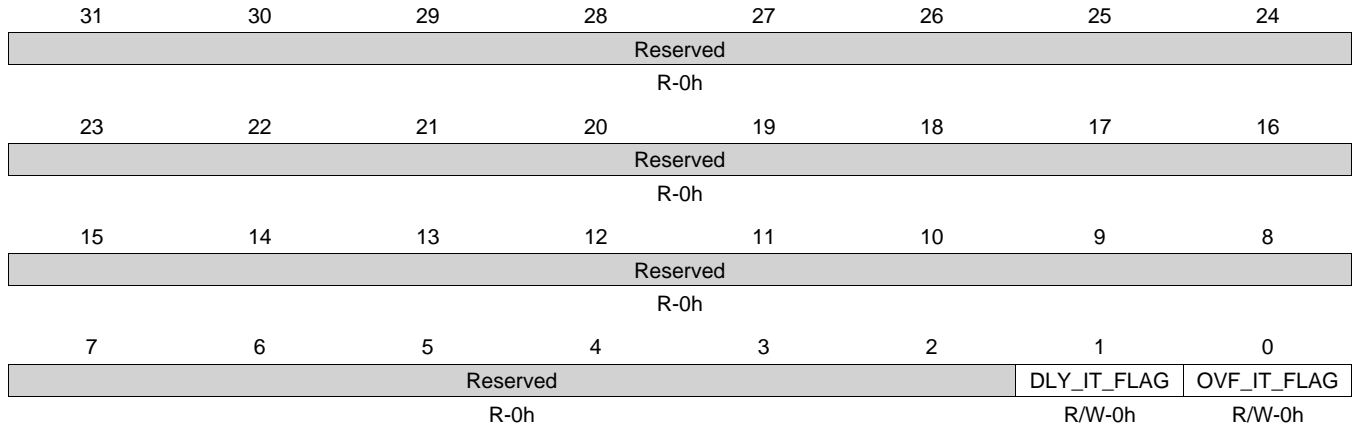 31 30 29 28 27 26 25 24
Reserved
R-0h
23 22 21 20 19 18 17 16
Reserved
R-0h
15 14 13 12 11 10 9 8
Reserved
R-0h
7 6 5 4 3 2 1 0
Reserved DLY_IT_FLAG OVF_IT_FLAG
R-0h R/W-0h R/W-0h